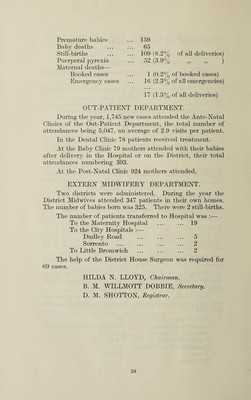 Premature babies ... 159
Baby deaths ... ... 65
Still-births ... 109 (8.2% of all deliveries)
Puerperal pyrexia ... 52 (3.9% „ „ )
Maternal deaths—
Booked cases ... 1 (0.2% of booked cases)
Emergency cases ... 16 (2.3% of all emergencies)
17 (1.3% of all deliveries)
OUT-PATIENT DEPARTMENT.
During the year, 1,745 new cases attended the Ante-Natal
Clinics of the Out-Patient Department, the total number of
attendances being 5,047, an average of 2.9 visits per patient.
In the Dental Clinic 78 patients received treatment.
At the Baby Clinic 79 mothers attended with their babies
after delivery in the Hospital or on the District, their total
attendances numbering 393.
At the Post-Natal Clinic 924 mothers attended.
EXTERN MIDWIFERY DEPARTMENT.
Two districts were administered. During the year the
District Midwives attended 347 patients in their own homes.
The number of babies born was 325. There were 2 still-births.
The number of patients transferred to Hospital was :—
To the Maternity Hospital ... ... 19
To the City Hospitals :—
Dudley Road ... ... ... 5
Sorrento ... ... ... ... 2
To Little Bromwich ... ... ... 2
The help of the District House Surgeon was required for
69 cases.
HILDA N. LLOYD, Chairman.
B. M. WILLMOTT DOBBIE, Secretary.
D. M. SHOTTON, Registrar.
28